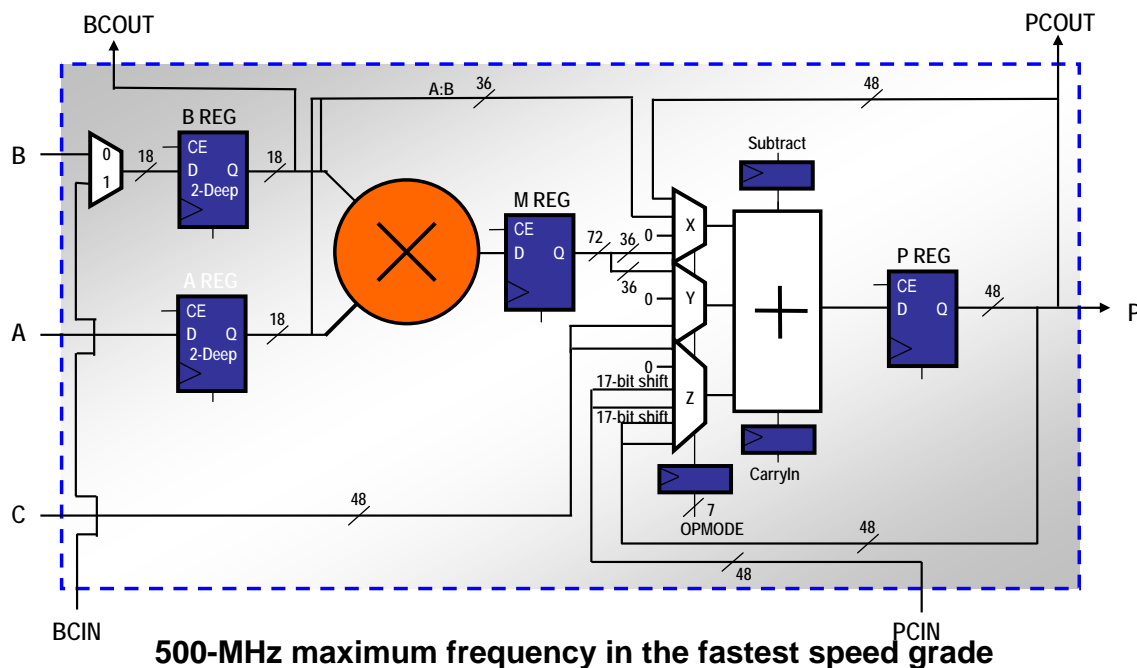 BCOUT
PCOUT
A:B
36
48
B REG
B
0
1
18
CE
D Q
2-Deep
18
Subtract
M REG
CE
D Q
72
36
36
0
X
0
Y
P REG
CE
D Q
48
P
A REG
A
CE
D Q
2-Deep
18
0
17-bit shift
17-bit shift
Z
CarryIn
7
OPMODE
C
48
48
48
BCIN
PCIN
500-MHz maximum frequency in the fastest speed grade